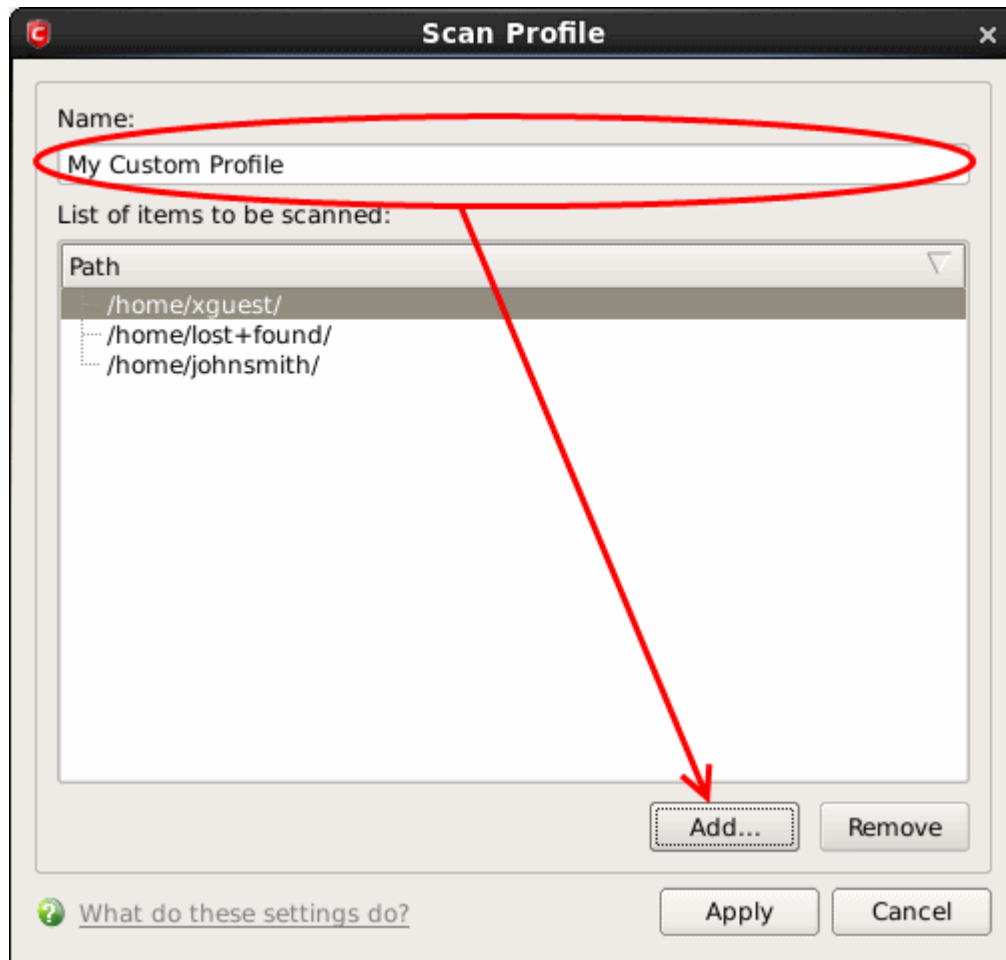 Scan Profile
Name:
My Custom Profile
List of items to be scanned:
Path
/home/xguest/
/home/lost+found/
/home/johnsmith/
Add... Remove
What do these settings do? Apply Cancel